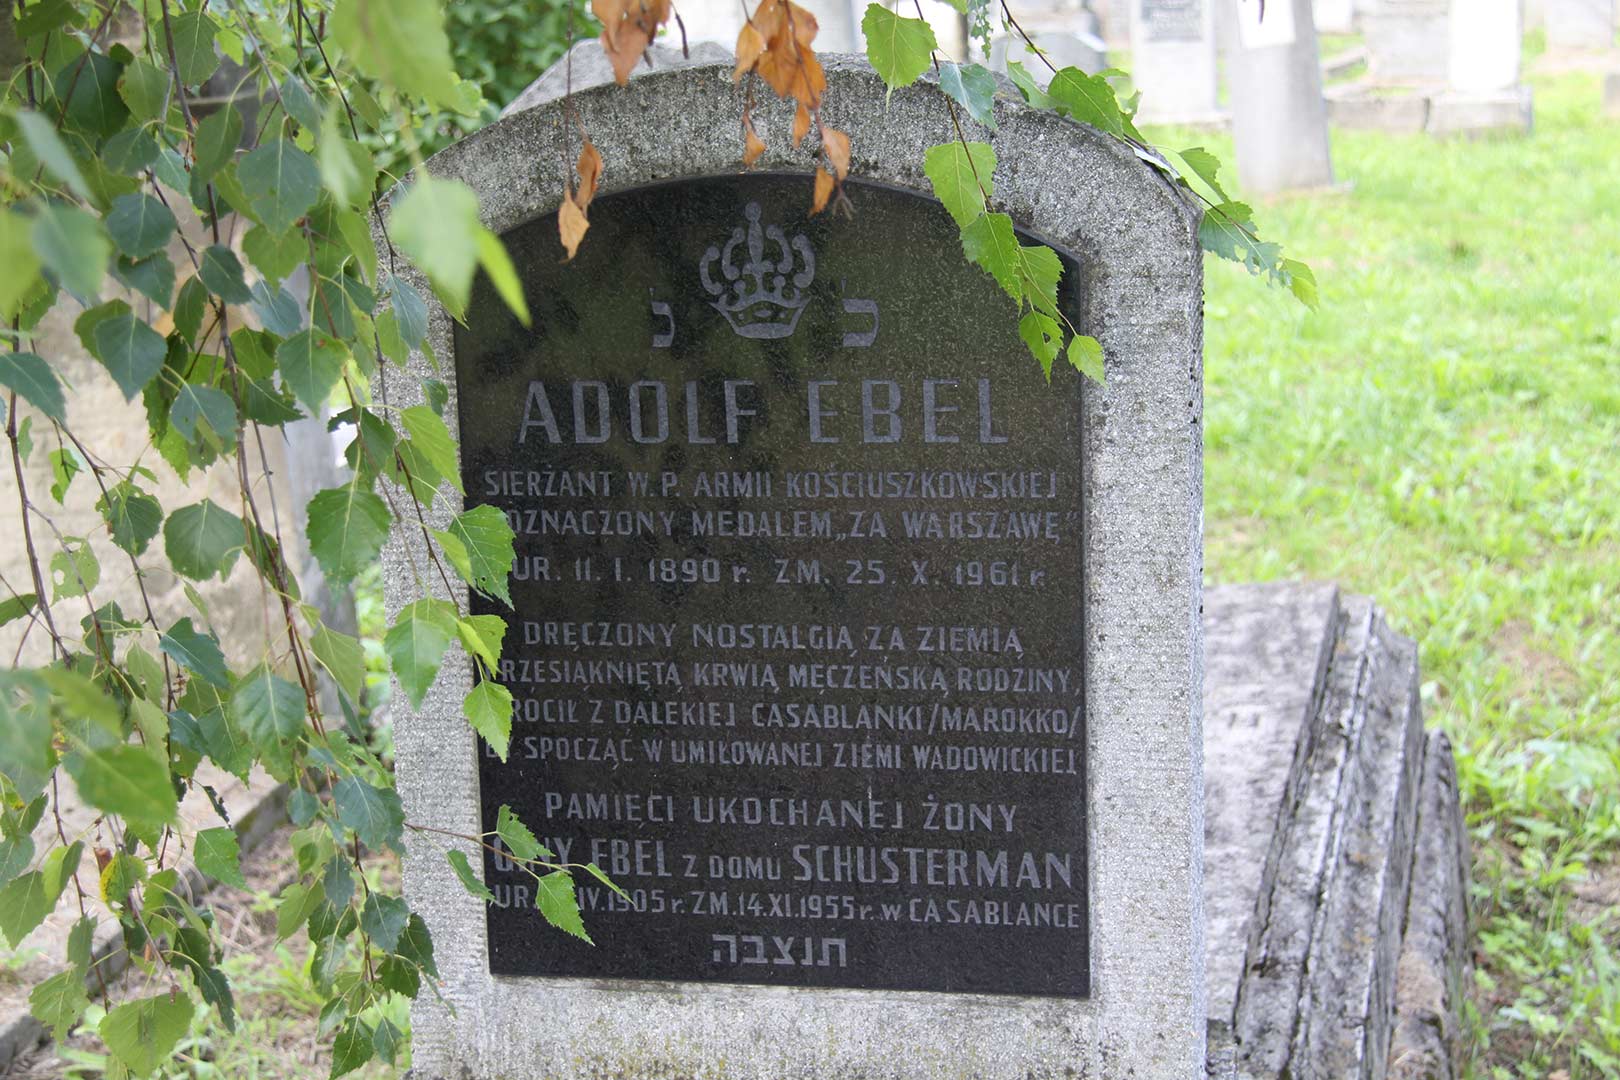 כ׳ נ׳
ADOLF EBEL
SIERŻANT W.P. ARMII KOŚCIUSZKOWSKIEJ
ODZNACZONY MEDALEM „ZA WARSZAWĘ”
UR. 11. I. 1890 r. ZM. 25. X. 1961 r.
DRĘCZONY NOSTALGIĄ ZA ZIEMIĄ
PRZESIĄKNIĘTĄ KRWIĄ MĘCZEŃSKĄ RODZINY,
WRÓCIŁ Z DALEKIEJ CASABLANKI/MAROKKO/
BY SPOCZĄĆ W UMIŁOWANEJ ZIEMI WADOWICKIEJ
PAMIĘCI UKOCHANEJ ŻONY
EBEL Z DOMU SCHUSTERMAN
UR. IV.1905 r. ZM. 14.XI.1955 r. W CASABLANCE
תנצבה